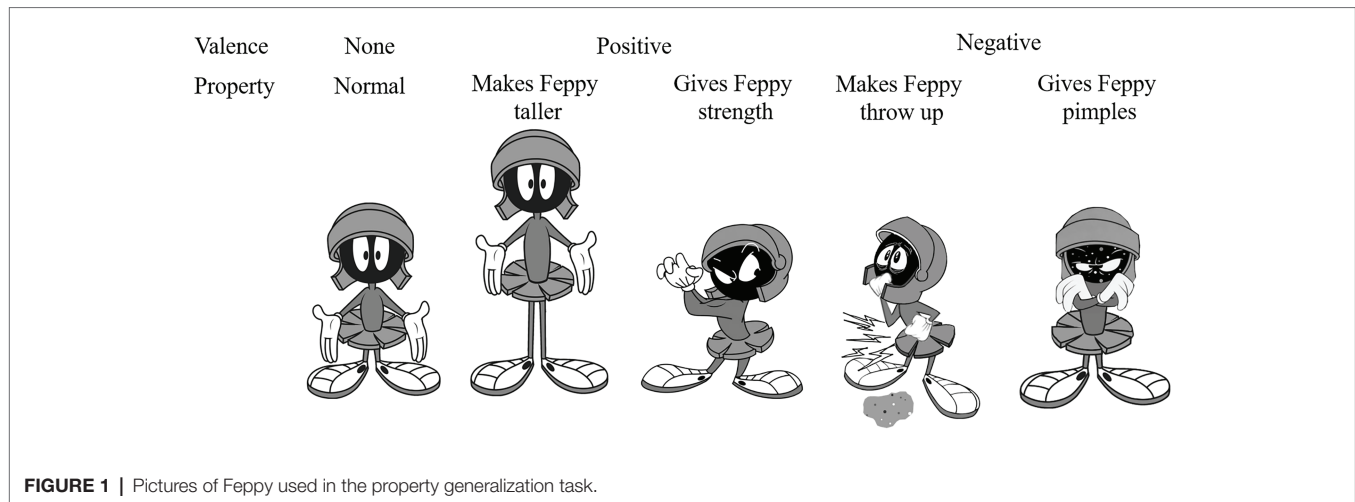 Valence None Positive Negative
Property Normal Makes Feppy taller Gives Feppy strength Makes Feppy throw up Gives Feppy pimples
FIGURE 1 | Pictures of Feppy used in the property generalization task.